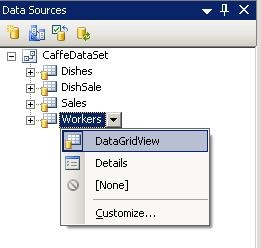 Data Sources
CaffeDataSet
Dishes
DishSale
Sales
Workers
DataGridView
Details
[None]
Customize...